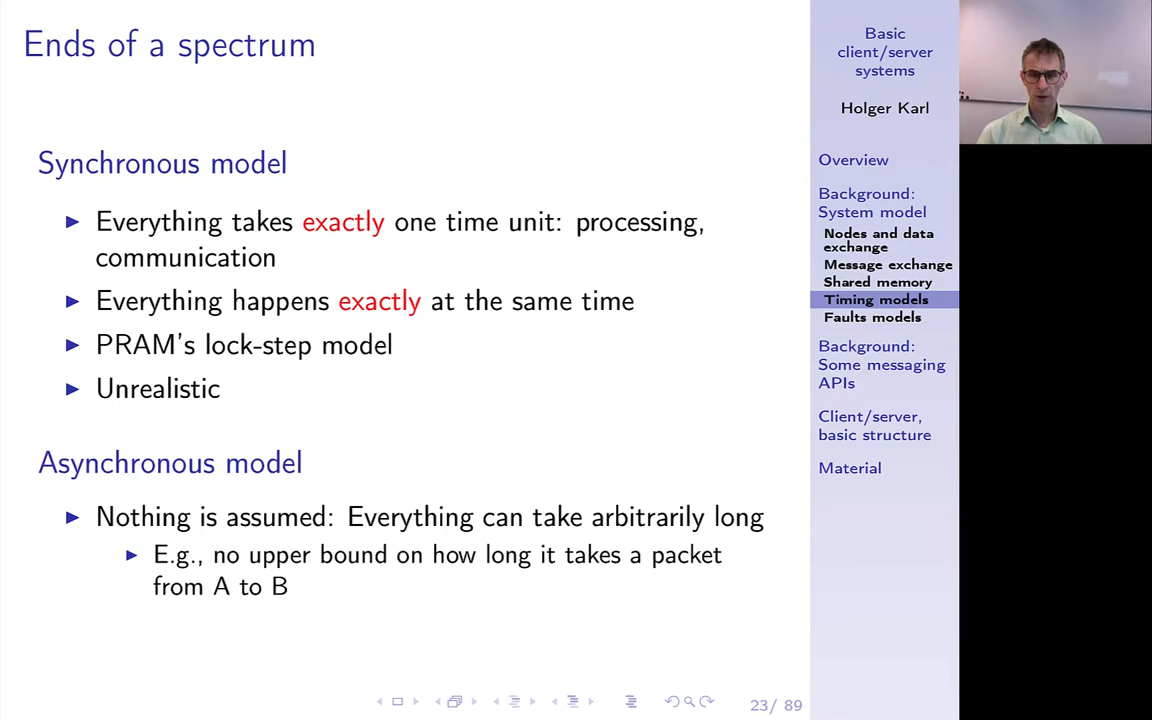 Ends of a spectrum
Synchronous model
Everything takes exactly one time unit: processing,
communication
Everything happens exactly at the same time
PRAM's lock-step model
Unrealistic
Asynchronous model
Nothing is assumed: Everything can take arbitrarily long
E.g., no upper bound on how long it takes a packet
from A to B
23/ 89
Basic
client/server
systems
Holger Karl
Overview
Background:
System model
Nodes and data
exchange
Message exchange
Shared memory
Timing models
Faults models
Background:
Some messaging
APIs
Client/server,
basic structure
Material